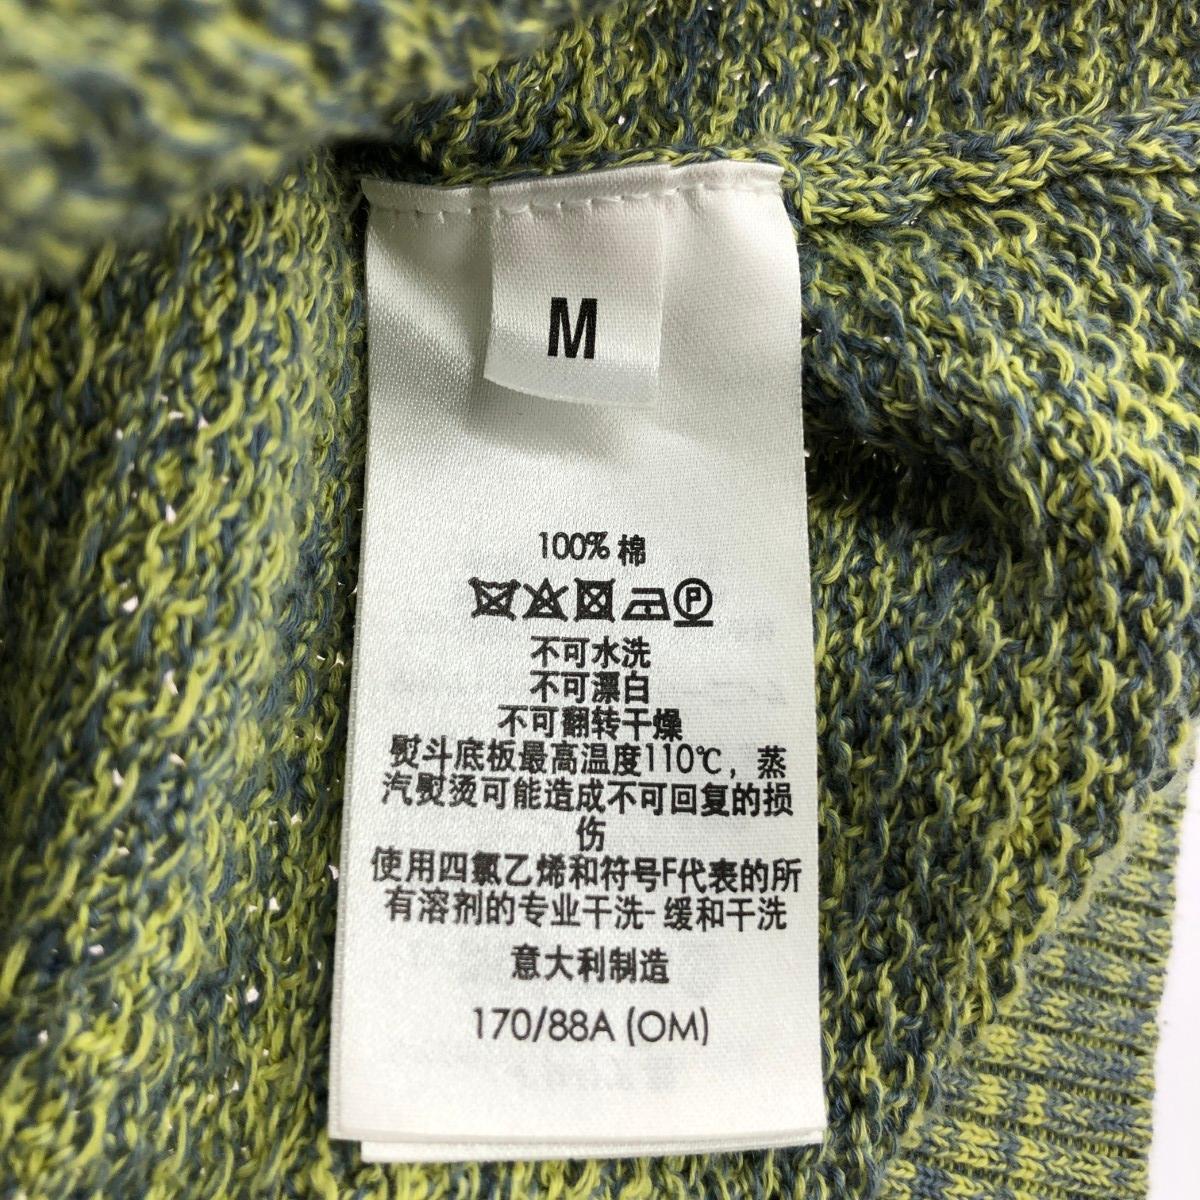 M
100% 棉
P
不可水洗
不可漂白
不可翻转干燥
熨斗底板最高温度110℃，蒸
汽熨烫可能造成不可回复的损
伤
使用四氯乙烯和符号F代表的所
有溶剂的专业干洗- 缓和干洗
意大利制造
170/88A (OM)